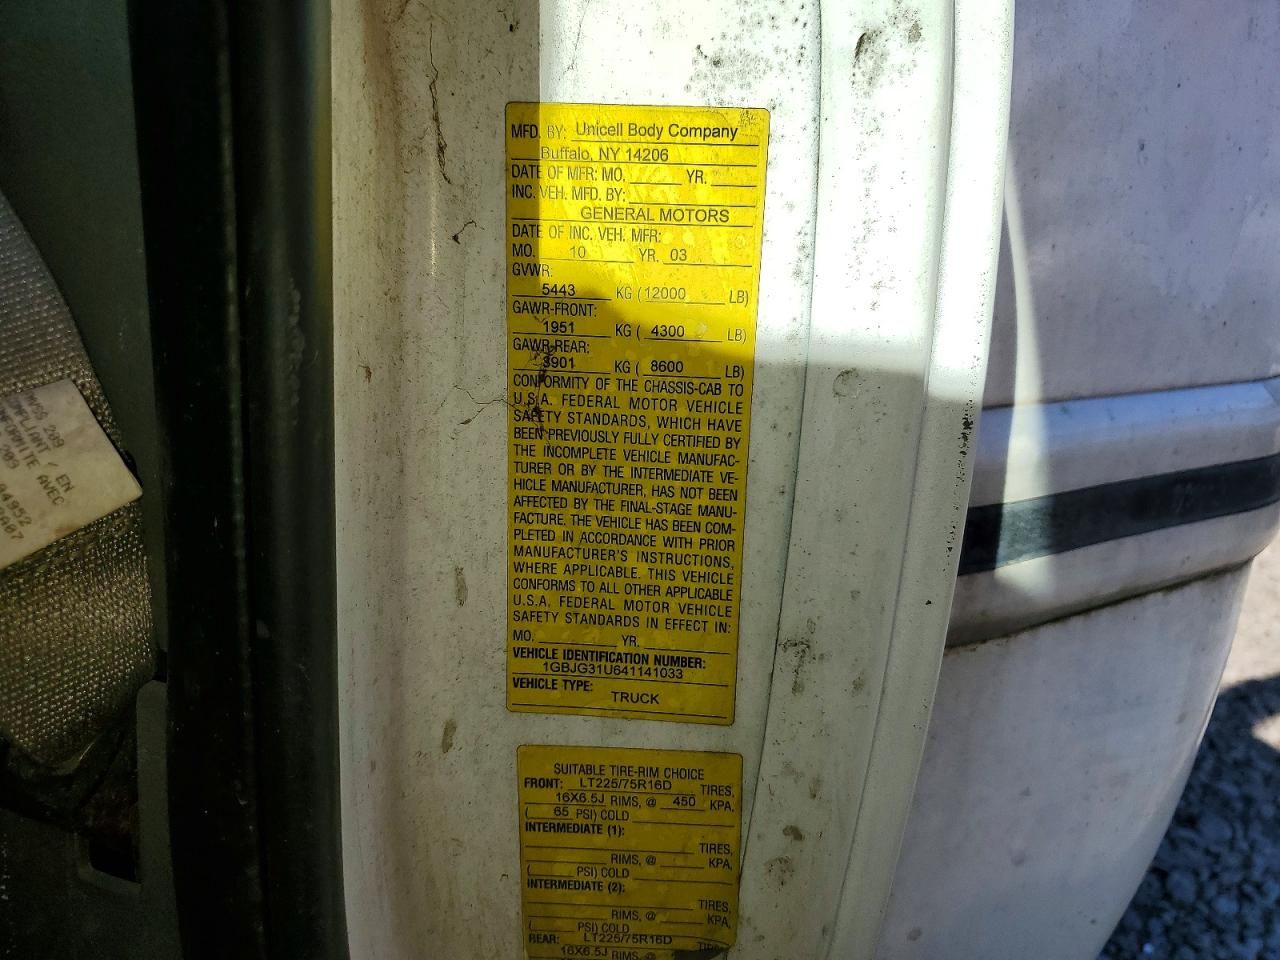 MFD. BY: Unicell Body Company
Buffalo, NY 14206
DATE OF MFR: MO. YR.
INC. VEH. MFD. BY:
GENERAL MOTORS
DATE OF INC. VEH. MFR:
MO. 10 YR. 03
GVWR:
5443 KG ( 12000 LB)
GAWR-FRONT:
1951 KG ( 4300 LB)
GAWR-REAR:
3901 KG ( 8600 LB)
CONFORMITY OF THE CHASSIS-CAB TO
U.S.A. FEDERAL MOTOR VEHICLE
SAFETY STANDARDS, WHICH HAVE
BEEN PREVIOUSLY FULLY CERTIFIED BY
THE INCOMPLETE VEHICLE MANUFAC-
TURER OR BY THE INTERMEDIATE VE-
HICLE MANUFACTURER, HAS NOT BEEN
AFFECTED BY THE FINAL-STAGE MANU-
FACTURE. THE VEHICLE HAS BEEN COM-
PLETED IN ACCORDANCE WITH PRIOR
MANUFACTURER'S INSTRUCTIONS,
WHERE APPLICABLE. THIS VEHICLE
CONFORMS TO ALL OTHER APPLICABLE
U.S.A. FEDERAL MOTOR VEHICLE
SAFETY STANDARDS IN EFFECT IN:
MO. YR.
VEHICLE IDENTIFICATION NUMBER:
1GBJG31U641141033
VEHICLE TYPE:
TRUCK
SUITABLE TIRE-RIM CHOICE
FRONT: LT225/75R16D TIRES,
16X6.5J RIMS, @ 450 KPA,
( 65 PSI) COLD
INTERMEDIATE (1):
TIRES,
RIMS, @ KPA,
( PSI) COLD
INTERMEDIATE (2):
TIRES,
RIMS, @ KPA,
( PSI) COLD
REAR: LT225/75R16D
16X6.5J RIMS, @
209
/ EN
AVEC
209